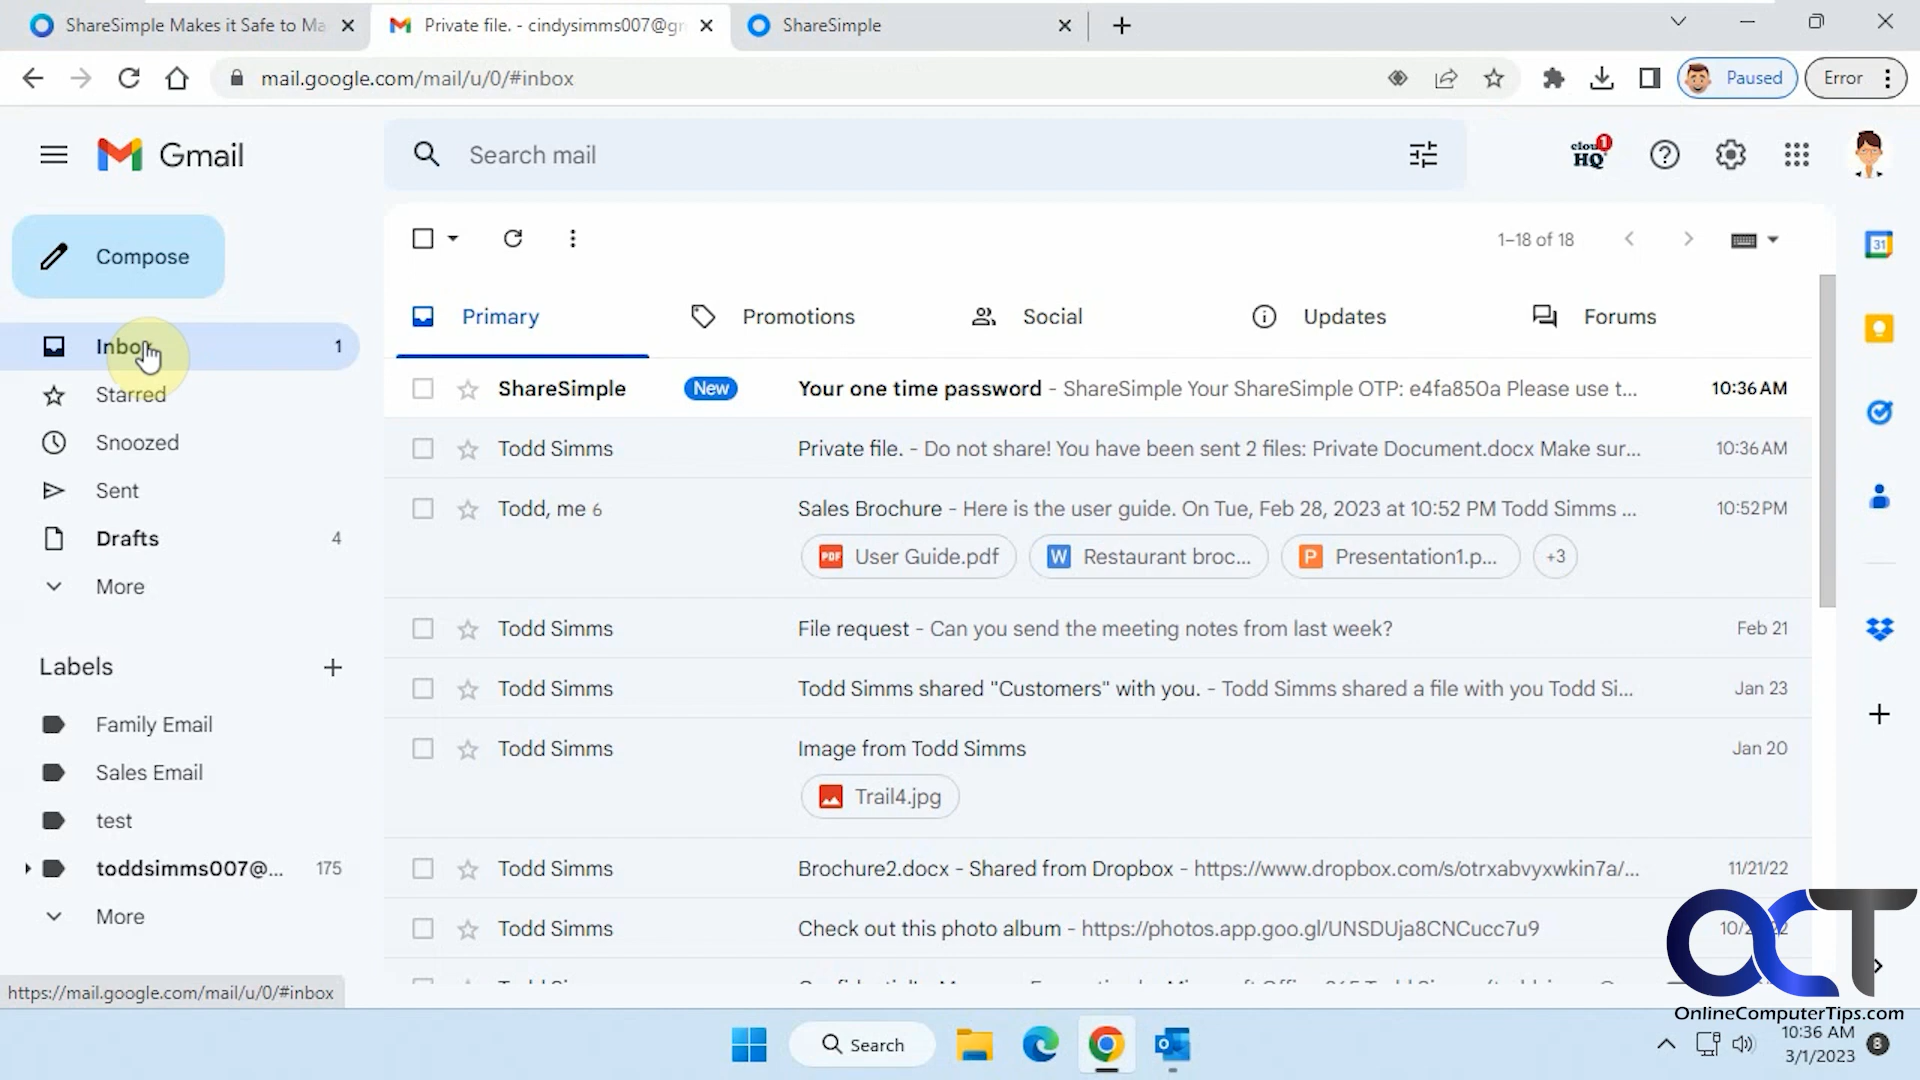 ShareSimple Makes it Safe to Ma
Private file. - cindysimms007@gr
ShareSimple
mail.google.com/mail/u/0/#inbox
Paused
Error
Gmail
Search mail
HQ
1
Compose
1–18 of 18
31
Primary
Promotions
Social
Updates
Forums
Inbox
1
Starred
Snoozed
Sent
Drafts
4
More
Labels
Family Email
Sales Email
test
toddsimms007@...
175
More
ShareSimple
New
Your one time password - ShareSimple Your ShareSimple OTP: e4fa850a Please use t...
10:36 AM
Todd Simms
Private file. - Do not share! You have been sent 2 files: Private Document.docx Make sur...
10:36 AM
Todd, me 6
Sales Brochure - Here is the user guide. On Tue, Feb 28, 2023 at 10:52 PM Todd Simms ...
10:52 PM
PDF User Guide.pdf
W Restaurant broc...
P Presentation1.p...
+3
Todd Simms
File request - Can you send the meeting notes from last week?
Feb 21
Todd Simms
Todd Simms shared "Customers" with you. - Todd Simms shared a file with you Todd Si...
Jan 23
Todd Simms
Image from Todd Simms
Jan 20
Trail4.jpg
Todd Simms
Brochure2.docx - Shared from Dropbox - https://www.dropbox.com/s/otrxabvyxwkin7a/...
11/21/22
Todd Simms
Check out this photo album - https://photos.app.goo.gl/UNSDUja8CNCucc7u9
https://mail.google.com/mail/u/0/#inbox
OCT
OnlineComputerTips.com
Search
10:36 AM
3/1/2023
8